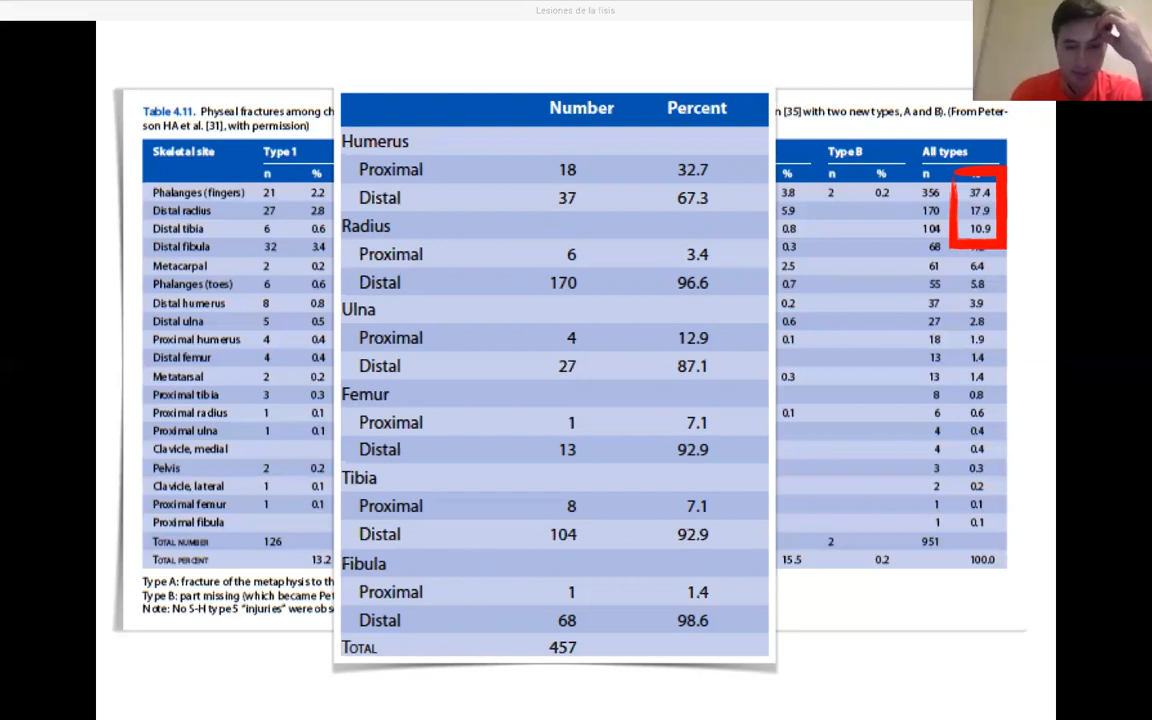 Lesiones de la fisis
Table 4.11. Physeal fractures among ch
n [35] with two new types, A and B). (From Peter-
son HA et al. [31], with permission)
Skeletal site Type 1
n %
Phalanges (fingers) 21 2.2
Distal radius 27 2.8
Distal tibia 6 0.6
Distal fibula 32 3.4
Metacarpal 2 0.2
Phalanges (toes) 6 0.6
Distal humerus 8 0.8
Distal ulna 5 0.5
Proximal humerus 4 0.4
Distal femur 4 0.4
Metatarsal 2 0.2
Proximal tibia 3 0.3
Proximal radius 1 0.1
Proximal ulna 1 0.1
Clavicle, medial
Pelvis 2 0.2
Clavicle, lateral 1 0.1
Proximal femur 1 0.1
Proximal fibula
TOTAL NUMBER 126
TOTAL PERCENT 13.2
Type A: fracture of the metaphysis to th
Type B: part missing (which became Pet
Note: No S-H type 5 "injuries" were obs
Number Percent
Humerus
Proximal 18 32.7
Distal 37 67.3
Radius
Proximal 6 3.4
Distal 170 96.6
Ulna
Proximal 4 12.9
Distal 27 87.1
Femur
Proximal 1 7.1
Distal 13 92.9
Tibia
Proximal 8 7.1
Distal 104 92.9
Fibula
Proximal 1 1.4
Distal 68 98.6
TOTAL 457
Type B All types
% n % n
3.8 2 0.2 356 37.4
5.9 170 17.9
0.8 104 10.9
0.3 68
2.5 61 6.4
0.7 55 5.8
0.2 37 3.9
0.6 27 2.8
0.1 18 1.9
13 1.4
0.3 13 1.4
8 0.8
0.1 6 0.6
4 0.4
4 0.4
3 0.3
2 0.2
1 0.1
1 0.1
2 951
15.5 0.2 100.0